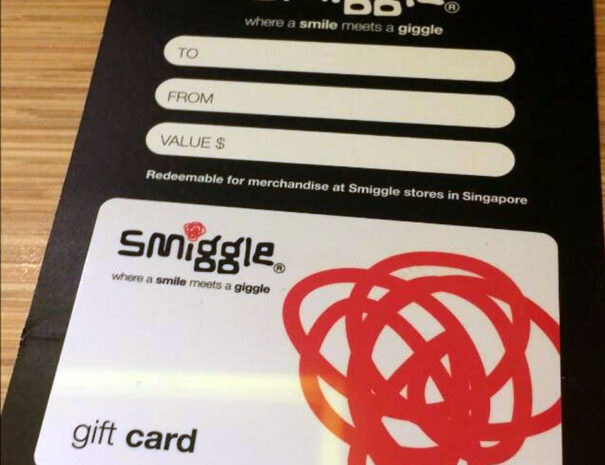 Smiggle®
where a smile meets a giggle
TO
FROM
VALUE $
Redeemable for merchandise at Smiggle stores in Singapore
smiggle®
where a smile meets a giggle
gift card